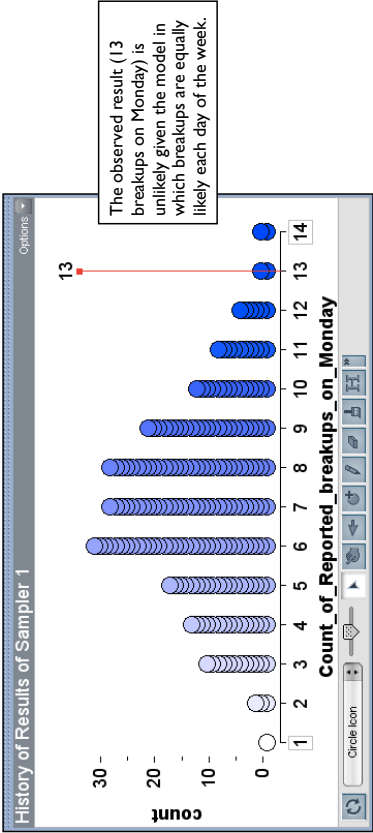 History of Results of Sampler 1
Options
13
30
20
10
0
count
1 2 3 4 5 6 7 8 9 10 11 12 13 14
Count_of_Reported_breakups_on_Monday
Circle Icon
»
The observed result (13
breakups on Monday) is
unlikely given the model in
which breakups are equally
likely each day of the week.